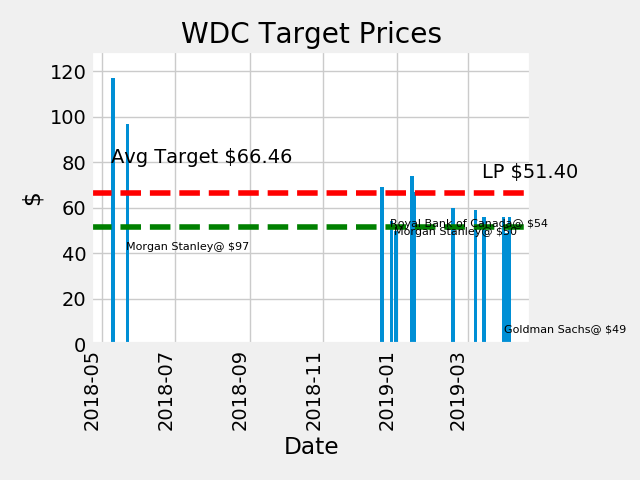 WDC Target Prices
120
100
80
60
40
20
0
$
Avg Target $66.46
LP $51.40
Royal Bank of Canada@ $54
Morgan Stanley@ $50
Morgan Stanley@ $97
Goldman Sachs@ $49
2018-05
2018-07
2018-09
2018-11
2019-01
2019-03
Date